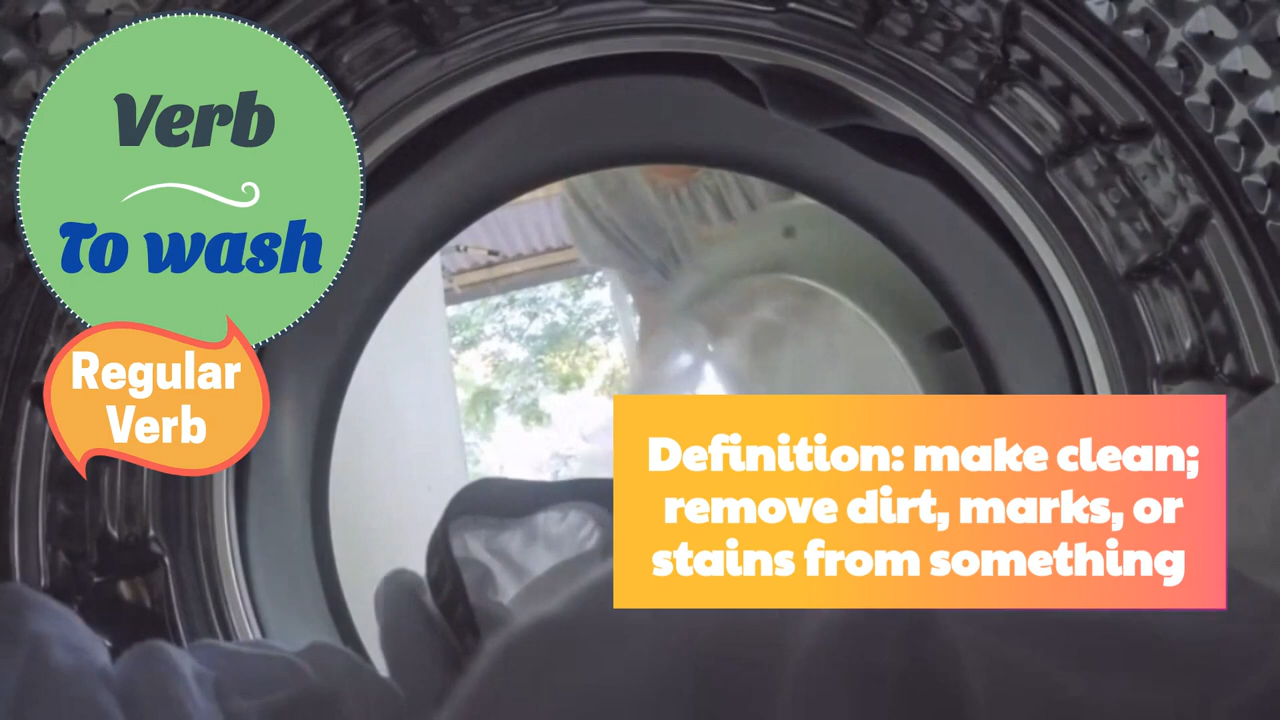 Verb
To wash
Regular
Verb
Definition: make clean;
remove dirt, marks, or
stains from something